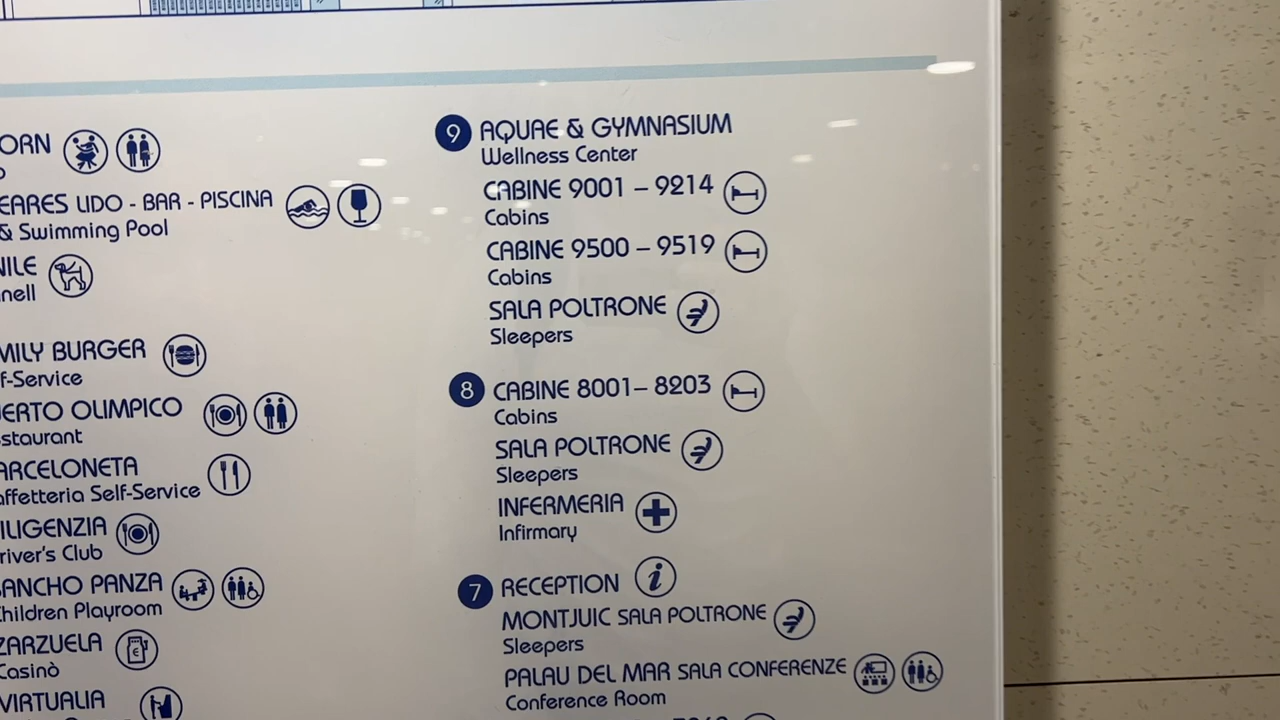 ORN
EARES LIDO - BAR - PISCINA
& Swimming Pool
NILE
nell
MILY BURGER
f-Service
ERTO OLIMPICO
staurant
ARCELONETA
affetteria Self-Service
ILIGENZIA
river's Club
ANCHO PANZA
Children Playroom
ZARZUELA
Casinò
VIRTUALIA
9 AQUAE & GYMNASIUM
Wellness Center
CABINE 9001 – 9214
Cabins
CABINE 9500 – 9519
Cabins
SALA POLTRONE
Sleepers
8 CABINE 8001– 8203
Cabins
SALA POLTRONE
Sleepers
INFERMERIA
Infirmary
7 RECEPTION
MONTJUIC SALA POLTRONE
Sleepers
PALAU DEL MAR SALA CONFERENZE
Conference Room